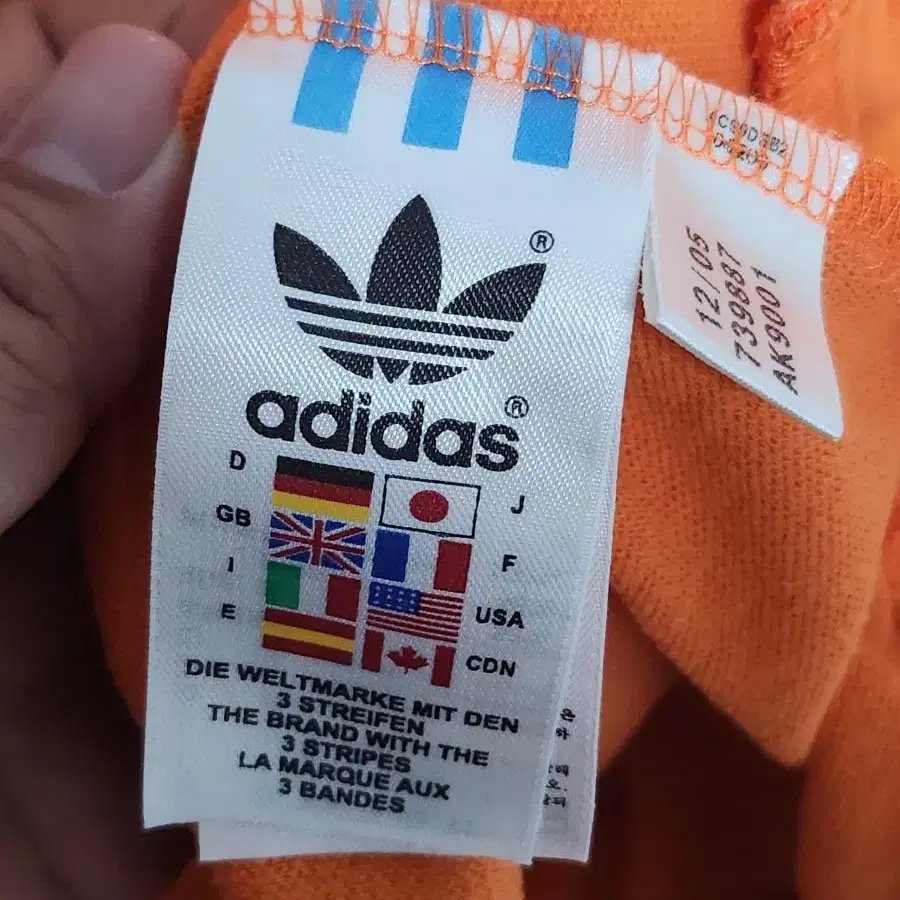 ®
adidas®
D
J
GB
F
I
USA
E
CDN
DIE WELTMARKE MIT DEN
3 STREIFEN
THE BRAND WITH THE
3 STRIPES
LA MARQUE AUX
3 BANDES
12/05
739887
AK9001